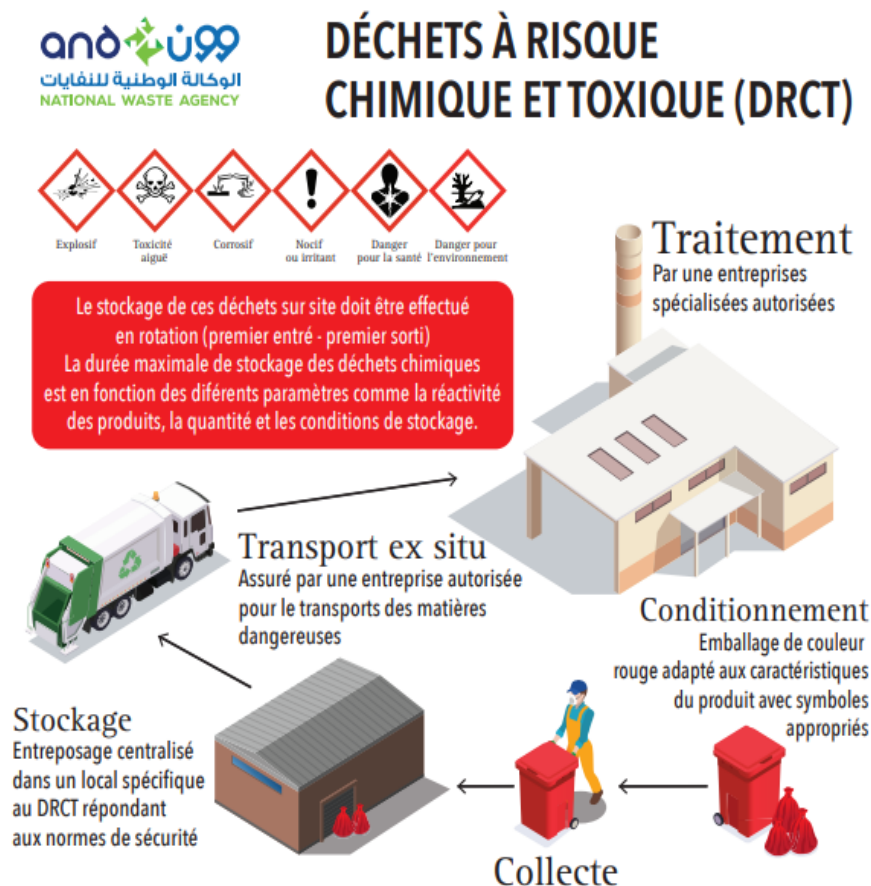 and وون
الوكالة الوطنية للنفايات
NATIONAL WASTE AGENCY
DÉCHETS À RISQUE
CHIMIQUE ET TOXIQUE (DRCT)
Explosif
Toxicité
aiguë
Corrosif
Nocif
ou irritant
Danger
pour la santé
Danger pour
l'environnement
Le stockage de ces déchets sur site doit être effectué
en rotation (premier entré - premier sorti)
La durée maximale de stockage des déchets chimiques
est en fonction des diférents paramètres comme la réactivité
des produits, la quantité et les conditions de stockage.
Traitement
Par une entreprises
spécialisées autorisées
Transport ex situ
Assuré par une entreprise autorisée
pour le transports des matières
dangereuses
Conditionnement
Emballage de couleur
rouge adapté aux caractéristiques
du produit avec symboles
appropriés
Stockage
Entreposage centralisé
dans un local spécifique
au DRCT répondant
aux normes de sécurité
Collecte